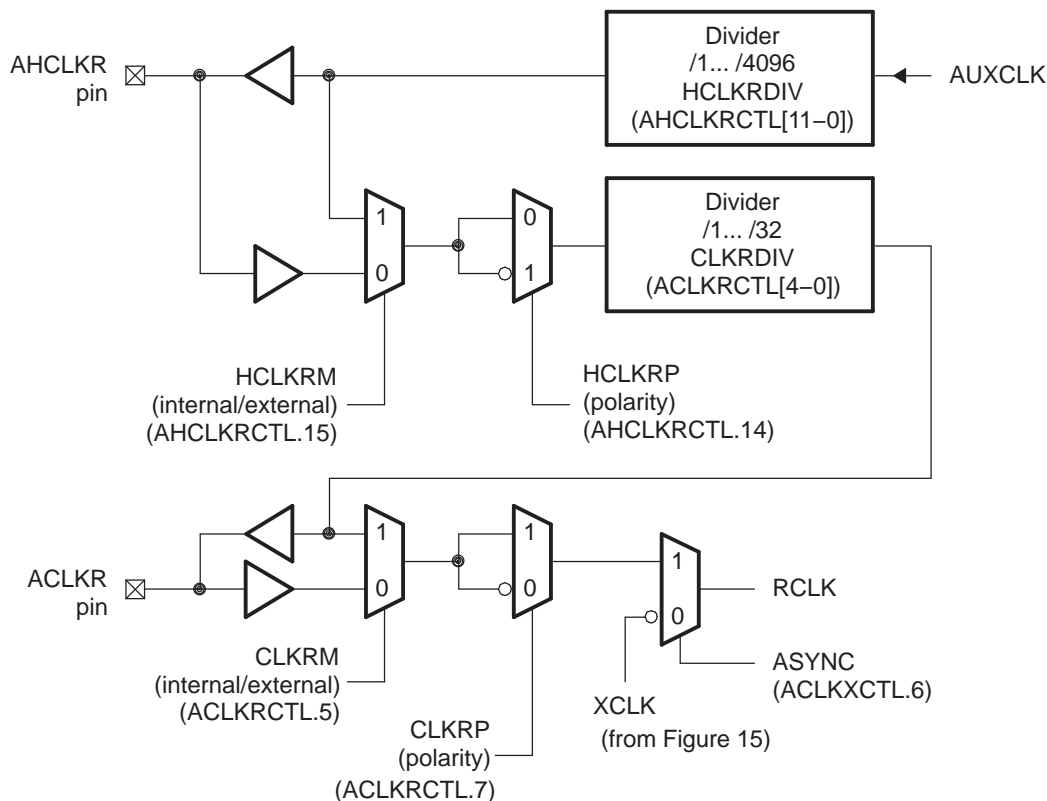 Divider
/1... /4096
HCLKRDIV
(AHCLKRCTL[11−0])
AHCLKR
pin
AUXCLK
Divider
/1... /32
CLKRDIV
(ACLKRCTL[4−0])
1
0
0
1
HCLKRM
(internal/external)
(AHCLKRCTL.15)
HCLKRP
(polarity)
(AHCLKRCTL.14)
ACLKR
pin
1
0
1
0
1
0
RCLK
CLKRM
(internal/external)
(ACLKRCTL.5)
ASYNC
(ACLKXCTL.6)
XCLK
(from Figure 15)
CLKRP
(polarity)
(ACLKRCTL.7)